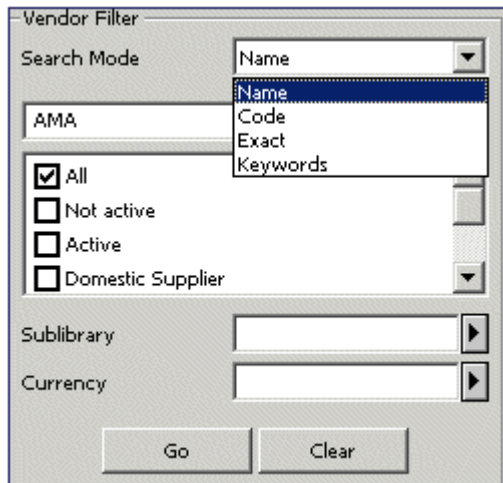 Vendor Filter
Search Mode Name
Name
Code
AMA
Exact
Keywords
All
Not active
Active
Domestic Supplier
Sublibrary
Currency
Go Clear